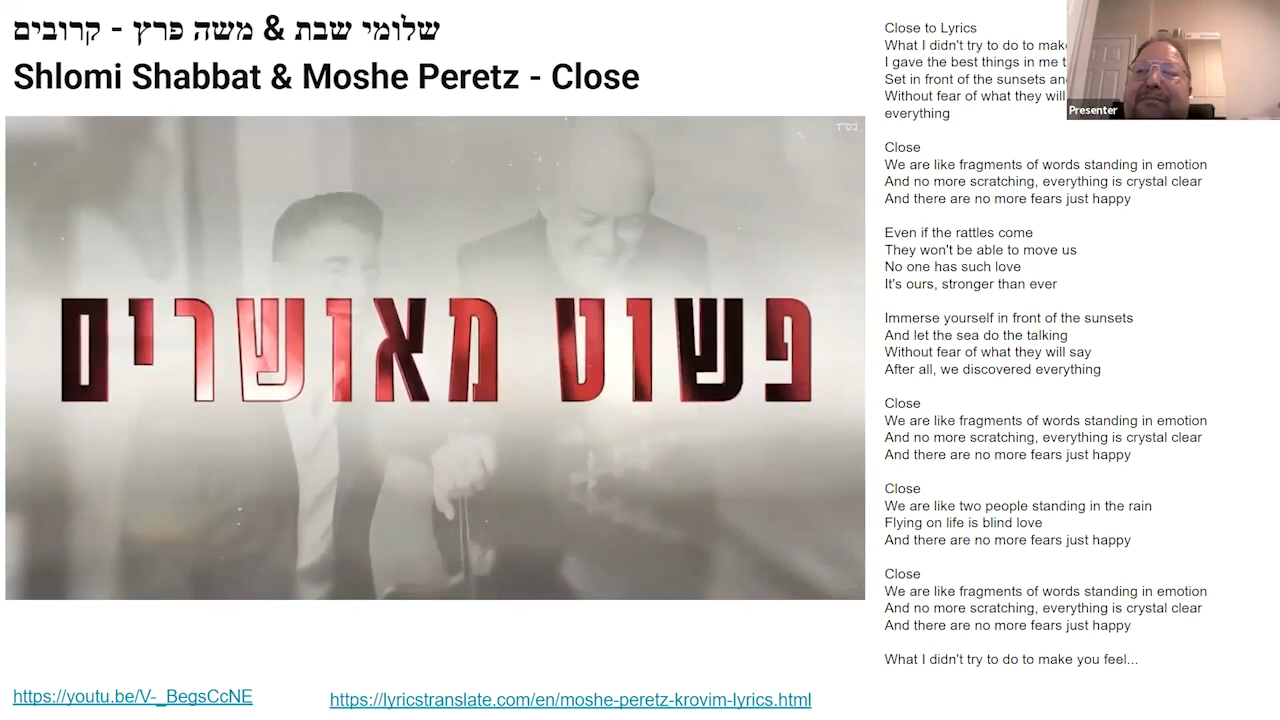 שלומי שבת & משה פרץ - קרובים
Shlomi Shabbat & Moshe Peretz - Close
בס"ד
פשוט מאושרים
https://youtu.be/V-_BegsCcNE
https://lyricstranslate.com/en/moshe-peretz-krovim-lyrics.html
Close to Lyrics
What I didn't try to do to
I gave the best things in me
Set in front of the sunsets
Without fear of what they will
everything
Close
We are like fragments of words standing in emotion
And no more scratching, everything is crystal clear
And there are no more fears just happy
Even if the rattles come
They won't be able to move us
No one has such love
It's ours, stronger than ever
Immerse yourself in front of the sunsets
And let the sea do the talking
Without fear of what they will say
After all, we discovered everything
Close
We are like fragments of words standing in emotion
And no more scratching, everything is crystal clear
And there are no more fears just happy
Close
We are like two people standing in the rain
Flying on life is blind love
And there are no more fears just happy
Close
We are like fragments of words standing in emotion
And no more scratching, everything is crystal clear
And there are no more fears just happy
What I didn't try to do to make you feel...
Presenter